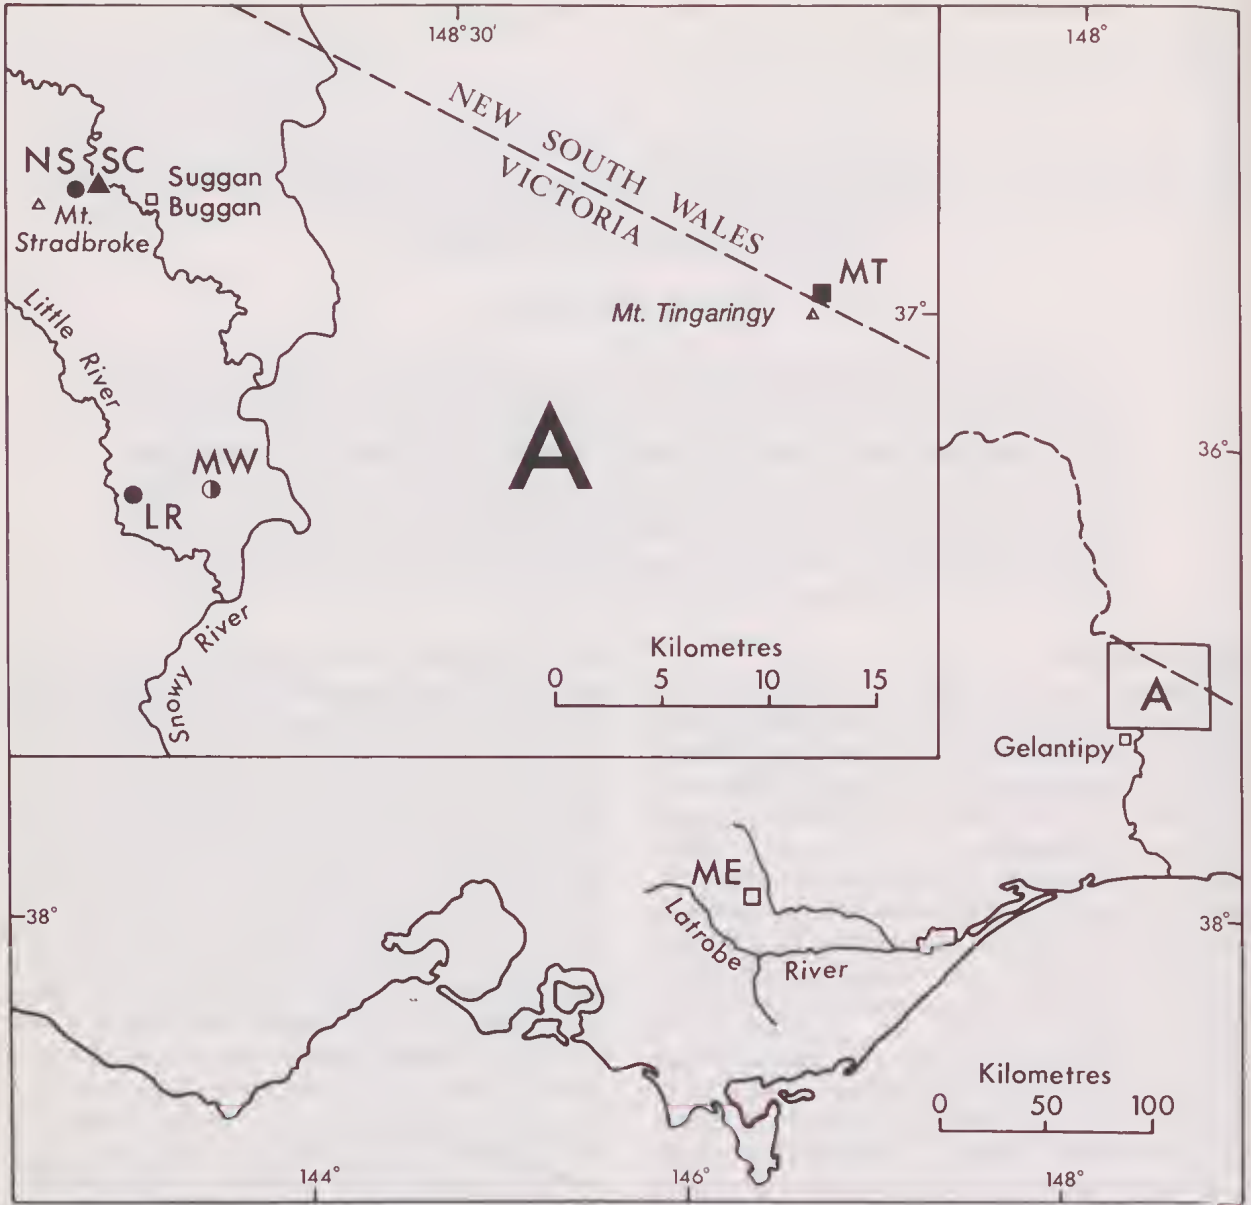 148°30'
148°
NEW SOUTH WALES
VICTORIA
NS
SC
Suggan
Buggan
Mt.
Stradbroke
MT
Mt. Tingaringy
37°
Little
River
A
36°
MW
LR
Snowy River
Kilometres
0 5 10 15
A
Gelantipy
ME
Latrobe
River
38°
38°
Kilometres
0 50 100
144°
146°
148°